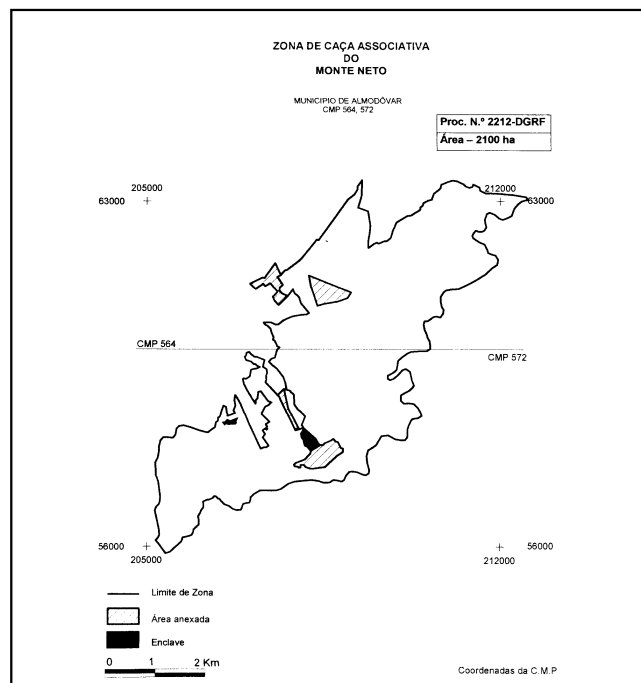 ZONA DE CAÇA ASSOCIATIVA
DO
MONTE NETO
MUNICIPIO DE ALMODÔVAR
CMP 564, 572
Proc. N.º 2212-DGRF
Área – 2100 ha
205000
63000
212000
63000
CMP 564
CMP 572
56000
205000
56000
212000
Limite de Zona
Área anexada
Enclave
0 1 2 Km
Coordenadas da C.M.P